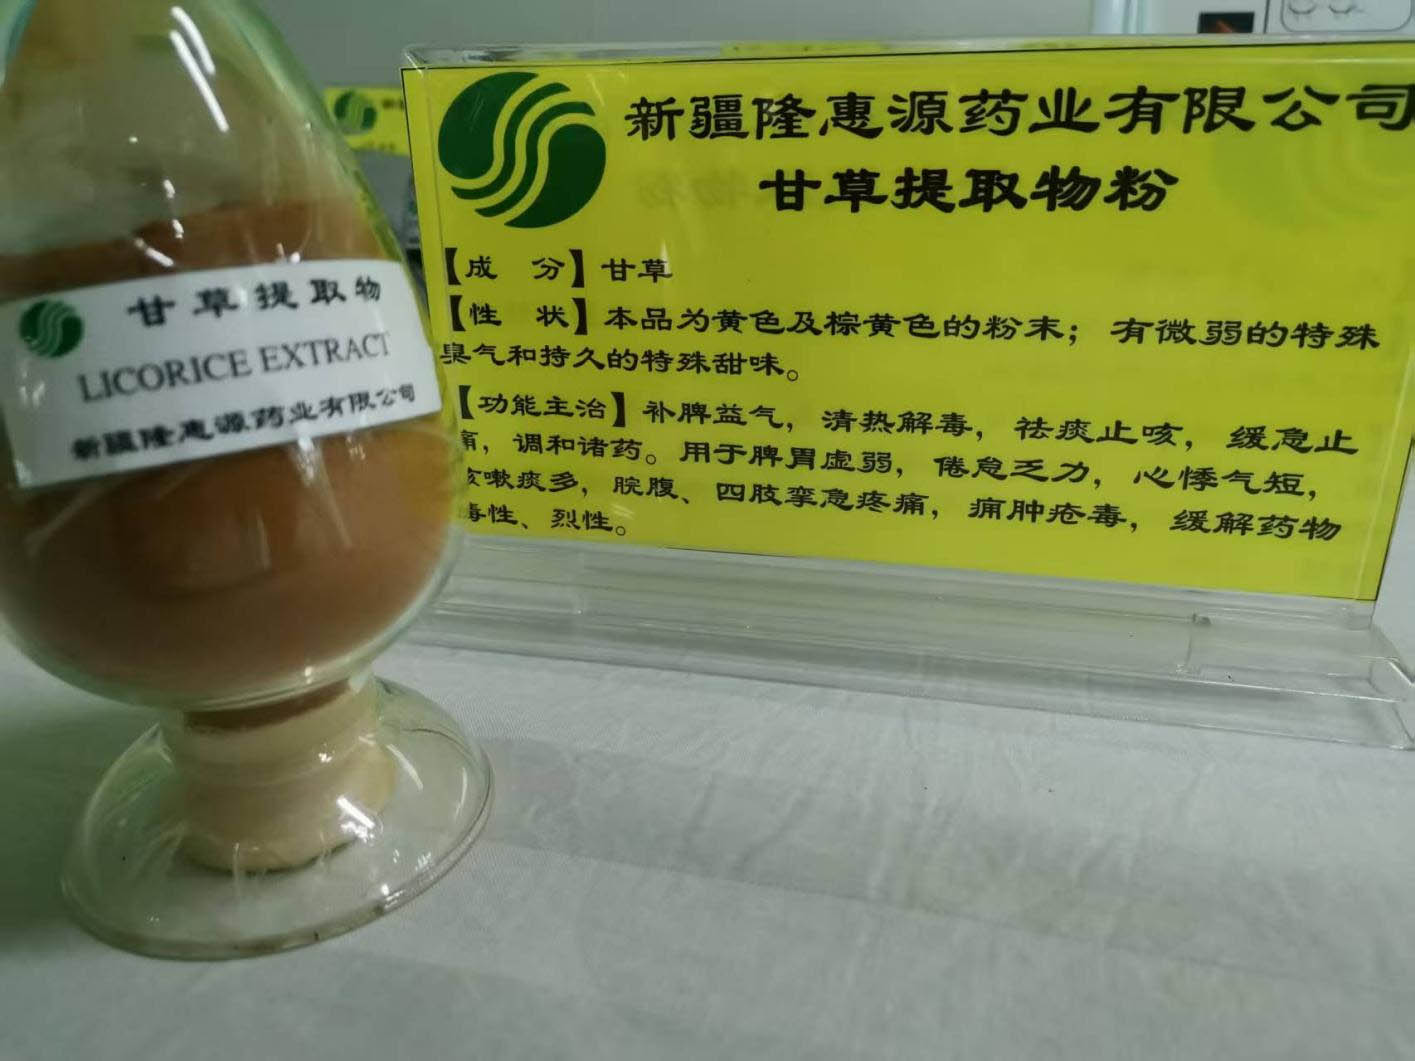 新疆隆惠源药业有限公司
甘草提取物粉
【成 分】甘草
【性 状】本品为黄色及棕黄色的粉末；有微弱的特殊
臭气和持久的特殊甜味。
【功能主治】补脾益气，清热解毒，祛痰止咳，缓急止
痛，调和诸药。用于脾胃虚弱，倦怠乏力，心悸气短，
咳嗽痰多，脘腹、四肢挛急疼痛，痈肿疮毒，缓解药物
毒性、烈性。
甘草提取物
LICORICE EXTRACT
新疆隆惠源药业有限公司